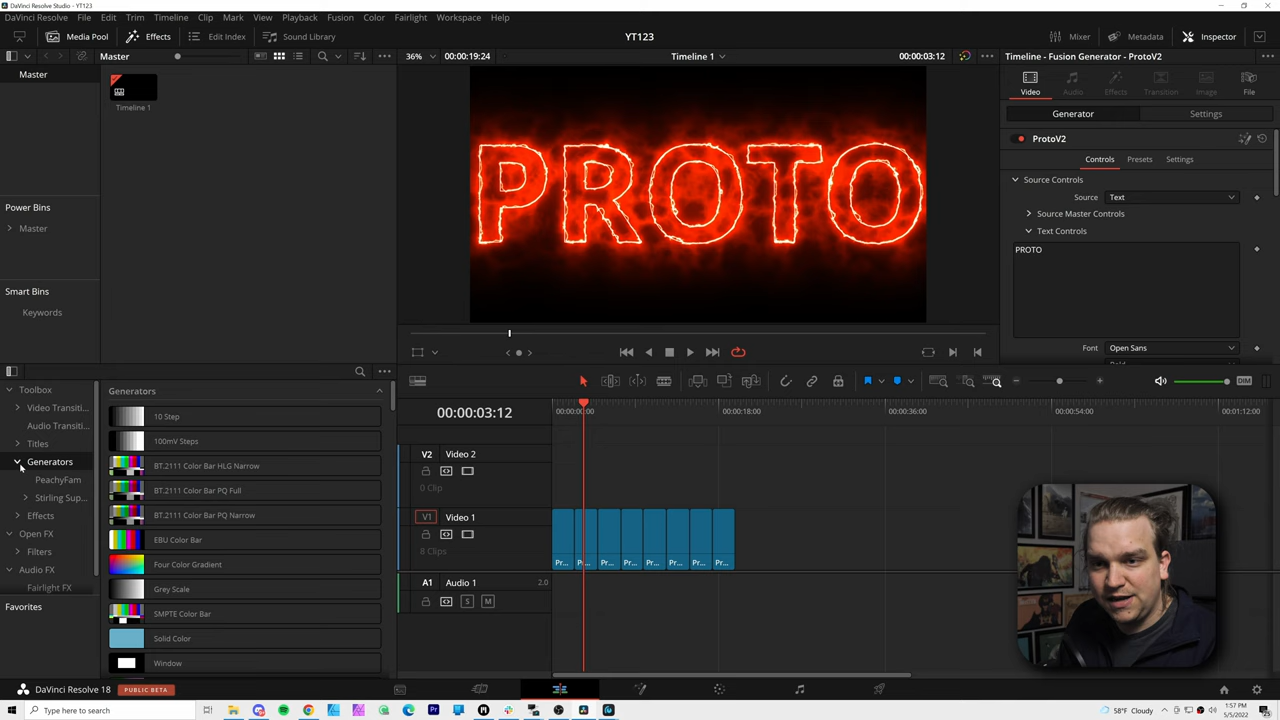 DaVinci Resolve Studio - YT123
DaVinci Resolve File Edit Trim Timeline Clip Mark View Playback Fusion Color Fairlight Workspace Help
Media Pool Effects Edit Index Sound Library YT123 Mixer Metadata Inspector
Master 36% 00:00:19:24 Timeline 1 00:00:03:12 Timeline - Fusion Generator - ProtoV2
Master
Timeline 1
Power Bins
Master
Smart Bins
Keywords
PROTO
Video Audio Effects Transition Image File
Generator Settings
ProtoV2
Controls Presets Settings
Source Controls
Source Text
Source Master Controls
Text Controls
PROTO
Font Open Sans
Toolbox
Video Transiti...
Audio Transiti...
Titles
Generators
PeachyFam
Stirling Sup...
Effects
Open FX
Filters
Audio FX
Fairlight FX
Favorites
Generators
10 Step
100mV Steps
BT.2111 Color Bar HLG Narrow
BT.2111 Color Bar PQ Full
BT.2111 Color Bar PQ Narrow
EBU Color Bar
Four Color Gradient
Grey Scale
SMPTE Color Bar
Solid Color
Window
DIM
00:00:03:12 00:00:00:00 00:00:18:00 00:00:36:00 00:00:54:00 00:01:12:00
V2 Video 2
0 Clip
V1 Video 1
8 Clips
Pr... Pr... Pr... Pr... Pr... Pr... Pr... Pr...
A1 Audio 1 2.0
S M
DaVinci Resolve 18 PUBLIC BETA
Type here to search
58°F Cloudy
1:57 PM
5/5/2022